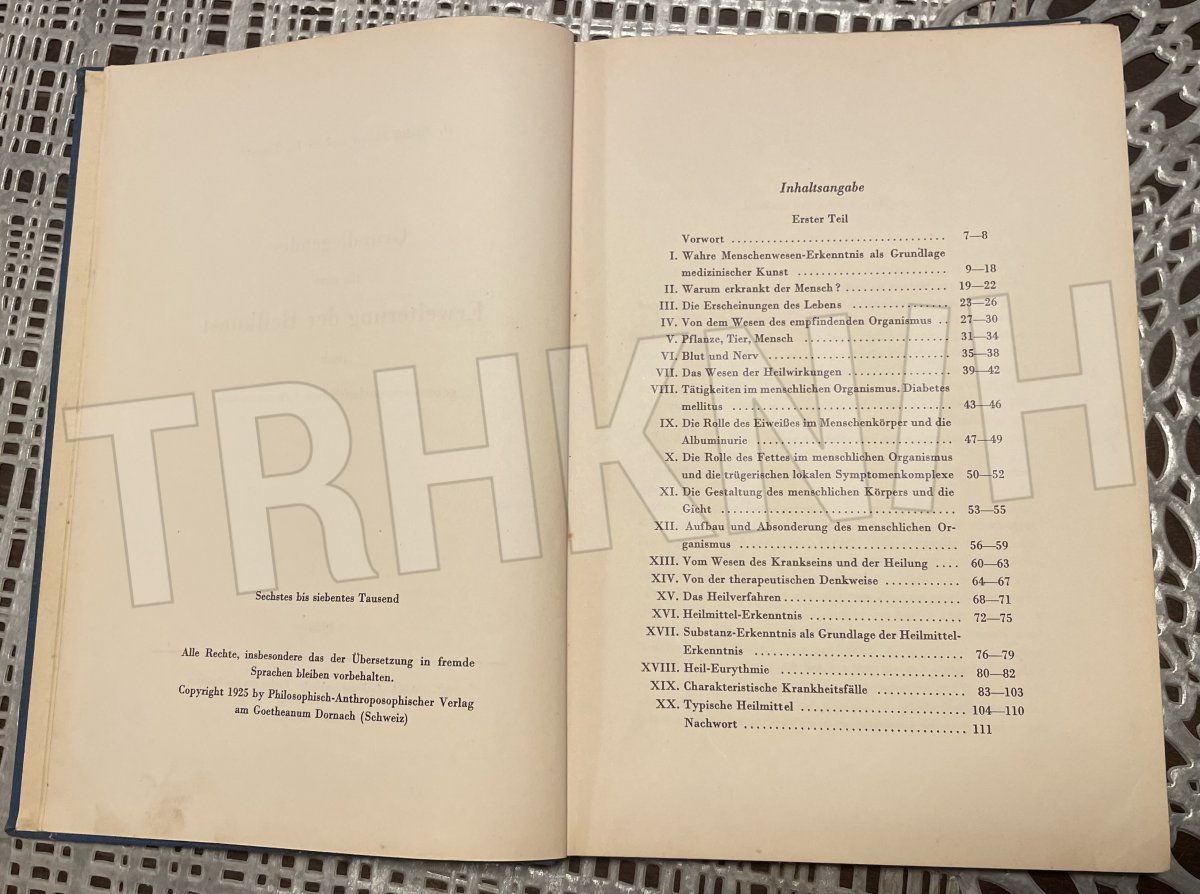 Sechstes bis siebentes Tausend
Alle Rechte, insbesondere das der Übersetzung in fremde
Sprachen bleiben vorbehalten.
Copyright 1925 by Philosophisch-Anthroposophischer Verlag
am Goetheanum Dornach (Schweiz)
Inhaltsangabe
Erster Teil
Vorwort .................................... 7—8
I. Wahre Menschenwesen-Erkenntnis als Grundlage
medizinischer Kunst ......................... 9—18
II. Warum erkrankt der Mensch? ................. 19—22
III. Die Erscheinungen des Lebens ................ 23—26
IV. Von dem Wesen des empfindenden Organismus .. 27—30
V. Pflanze, Tier, Mensch ........................ 31—34
VI. Blut und Nerv ............................... 35—38
VII. Das Wesen der Heilwirkungen ................. 39—42
VIII. Tätigkeiten im menschlichen Organismus. Diabetes
mellitus ..................................... 43—46
IX. Die Rolle des Eiweißes im Menschenkörper und die
Albuminurie ................................. 47—49
X. Die Rolle des Fettes im menschlichen Organismus
und die trügerischen lokalen Symptomenkomplexe 50—52
XI. Die Gestaltung des menschlichen Körpers und die
Gicht ........................................ 53—55
XII. Aufbau und Absonderung des menschlichen Or-
ganismus ..................................... 56—59
XIII. Vom Wesen des Krankseins und der Heilung .... 60—63
XIV. Von der therapeutischen Denkweise ............. 64—67
XV. Das Heilverfahren .............................. 68—71
XVI. Heilmittel-Erkenntnis .......................... 72—75
XVII. Substanz-Erkenntnis als Grundlage der Heilmittel-
Erkenntnis ................................... 76—79
XVIII. Heil-Eurythmie ............................... 80—82
XIX. Charakteristische Krankheitsfälle ............... 83—103
XX. Typische Heilmittel ............................ 104—110
Nachwort ...................................... 111
TRHKN/H